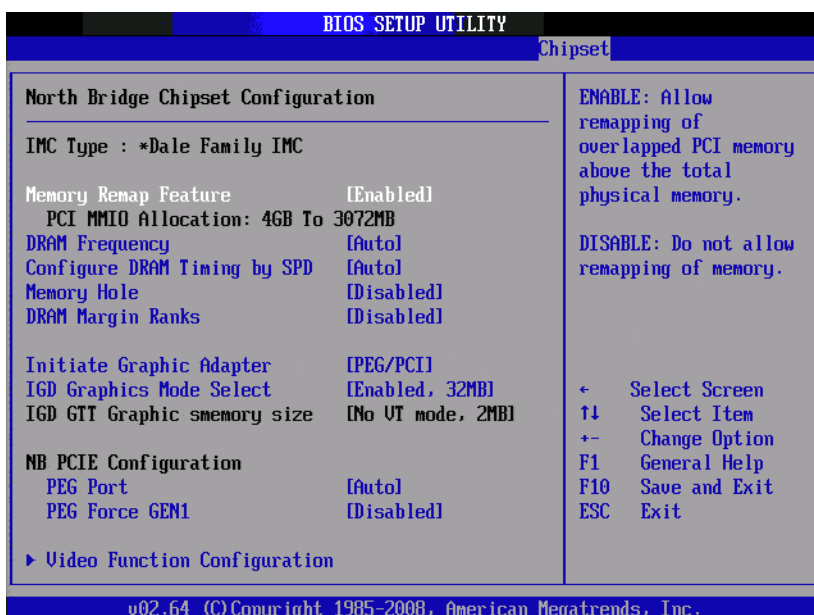 BIOS SETUP UTILITY
Chipset
North Bridge Chipset Configuration
IMC Type : *Dale Family IMC
Memory Remap Feature [Enabled]
PCI MMIO Allocation: 4GB To 3072MB
DRAM Frequency [Auto]
Configure DRAM Timing by SPD [Auto]
Memory Hole [Disabled]
DRAM Margin Ranks [Disabled]
Initiate Graphic Adapter [PEG/PCI]
IGD Graphics Mode Select [Enabled, 32MB]
IGD GTT Graphic smemory size [No VT mode, 2MB]
NB PCIE Configuration
PEG Port [Auto]
PEG Force GEN1 [Disabled]
▶ Video Function Configuration
ENABLE: Allow
remapping of
overlapped PCI memory
above the total
physical memory.
DISABLE: Do not allow
remapping of memory.
← Select Screen
↑↓ Select Item
+- Change Option
F1 General Help
F10 Save and Exit
ESC Exit
v02.64 (C)Copyright 1985-2008, American Megatrends, Inc.